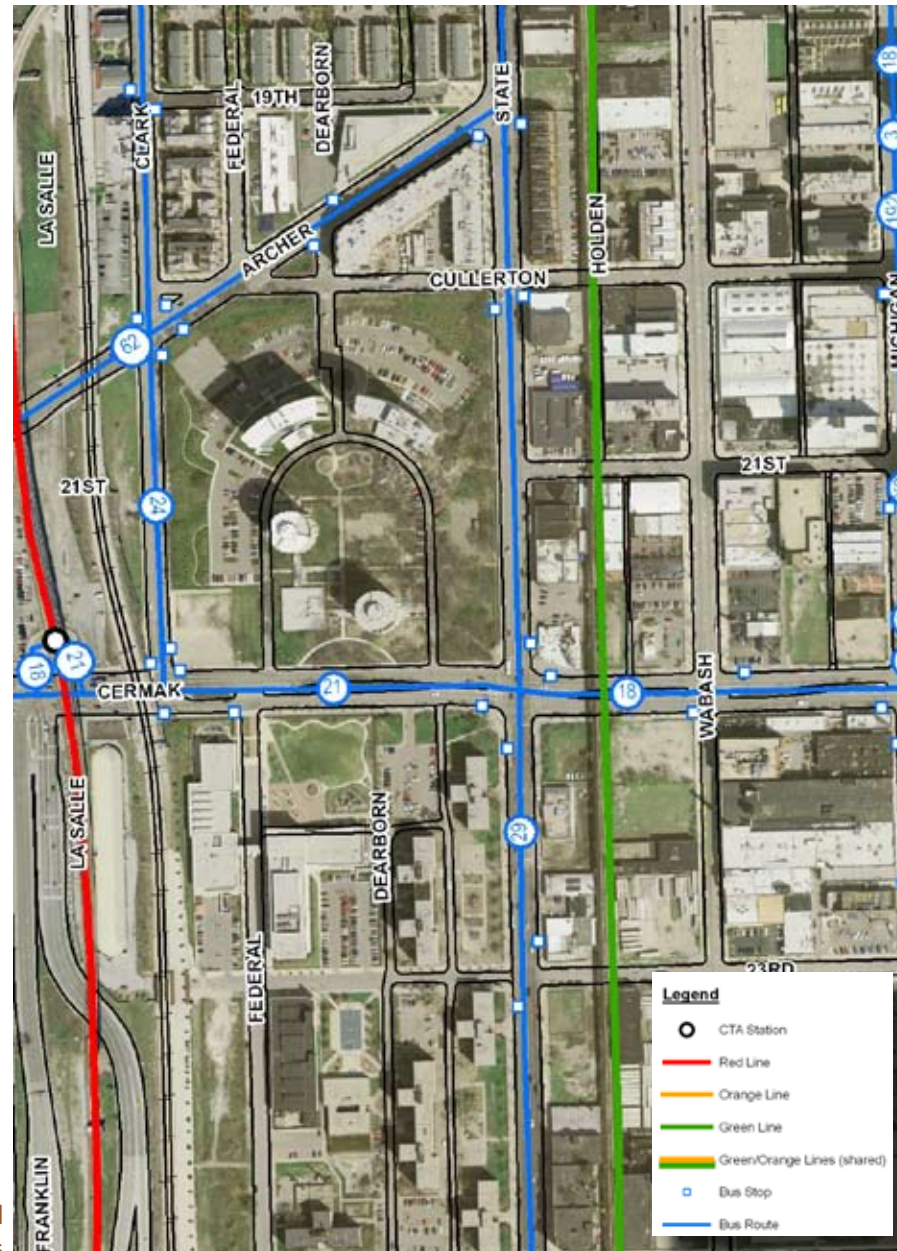 19TH
CLARK
FEDERAL
DEARBORN
STATE
LA SALLE
ARCHER
CULLERTON
HOLDEN
MICHIGAN
18
3
192
62
21ST
21ST
24
18
21
CERMAK
21
18
WABASH
LA SALLE
DEARBORN
29
FEDERAL
23RD
FRANKLIN
Legend
CTA Station
Red Line
Orange Line
Green Line
Green/Orange Lines (shared)
Bus Stop
Bus Route